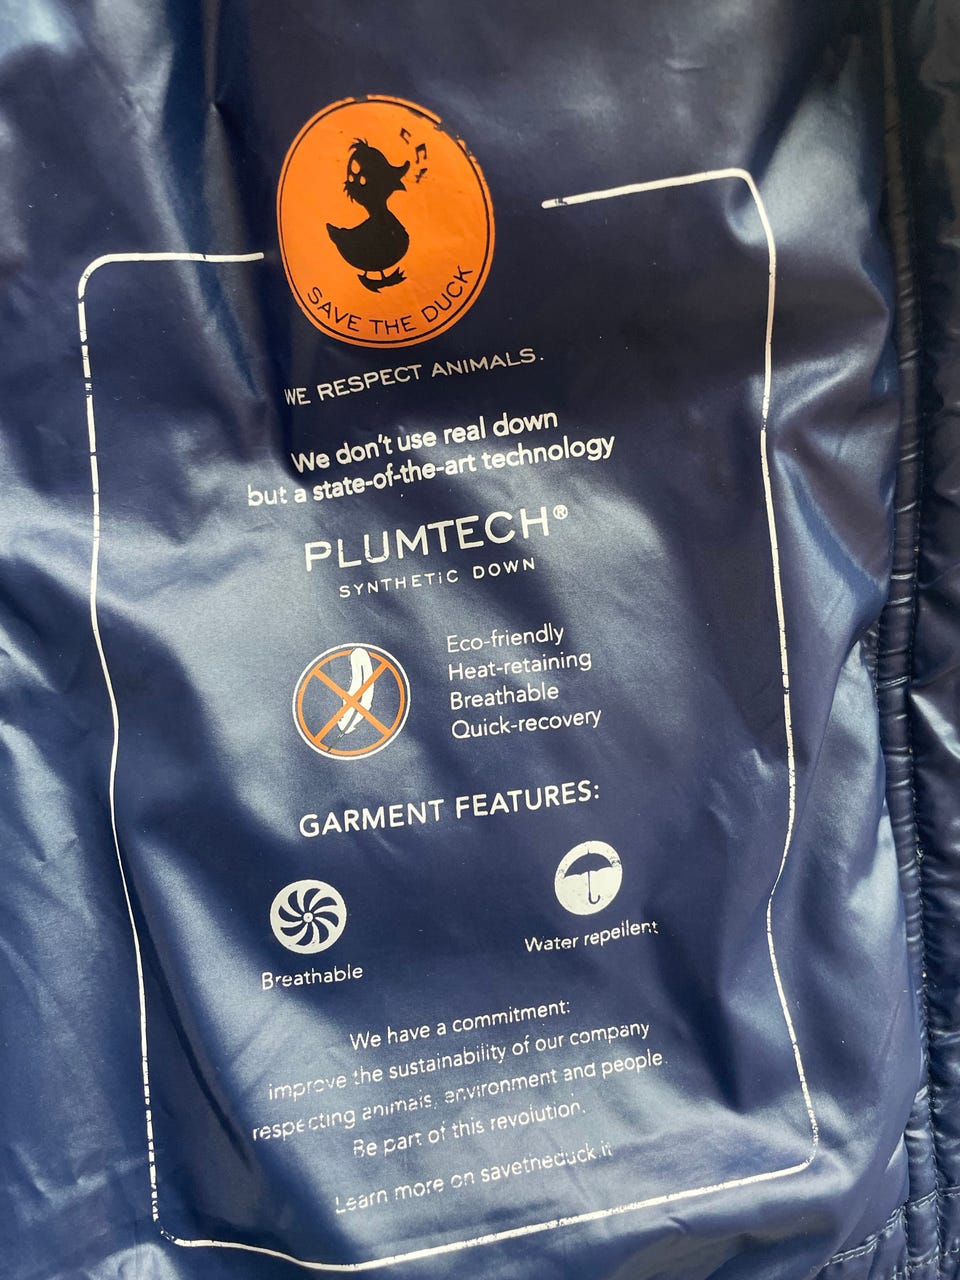 SAVE THE DUCK
WE RESPECT ANIMALS.
We don't use real down
but a state-of-the-art technology
PLUMTECH®
SYNTHETIC DOWN
Eco-friendly
Heat-retaining
Breathable
Quick-recovery
GARMENT FEATURES:
Breathable
Water repellent
We have a commitment:
improve the sustainability of our company
respecting animals, environment and people.
Be part of this revolution.
Learn more on savetheduck.it